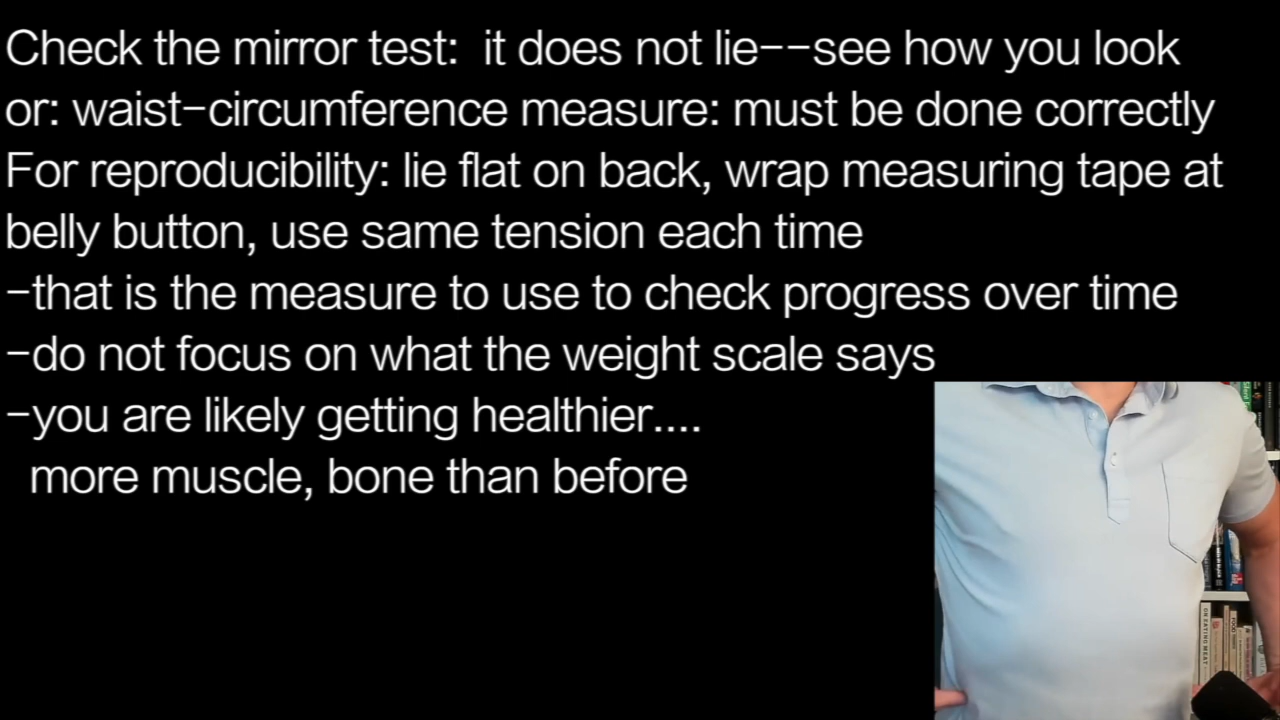 Check the mirror test:  it does not lie--see how you look
or: waist-circumference measure: must be done correctly
For reproducibility: lie flat on back, wrap measuring tape at
belly button, use same tension each time
-that is the measure to use to check progress over time
-do not focus on what the weight scale says
-you are likely getting healthier....
more muscle, bone than before
ON EATING MEAT